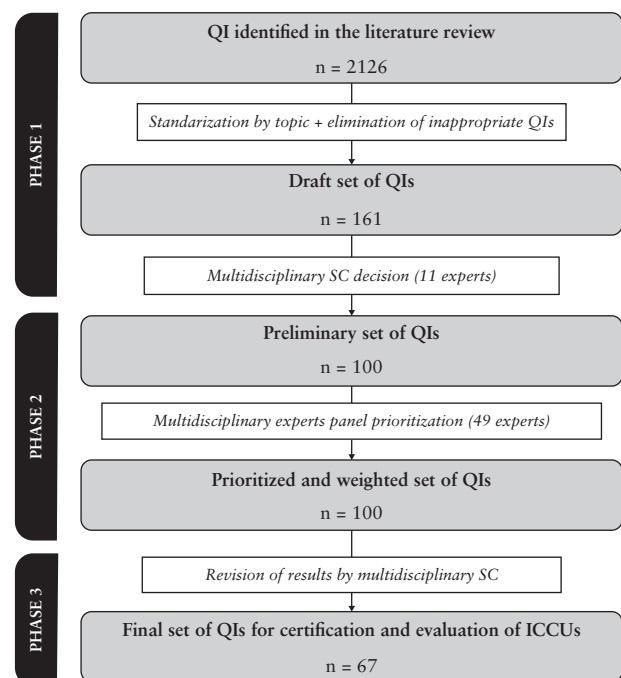 PHASE 1
QI identified in the literature review
n = 2126
Standarization by topic + elimination of inappropriate QIs
Draft set of QIs
n = 161
Multidisciplinary SC decision (11 experts)
PHASE 2
Preliminary set of QIs
n = 100
Multidisciplinary experts panel prioritization (49 experts)
Prioritized and weighted set of QIs
n = 100
PHASE 3
Revision of results by multidisciplinary SC
Final set of QIs for certification and evaluation of ICCUs
n = 67